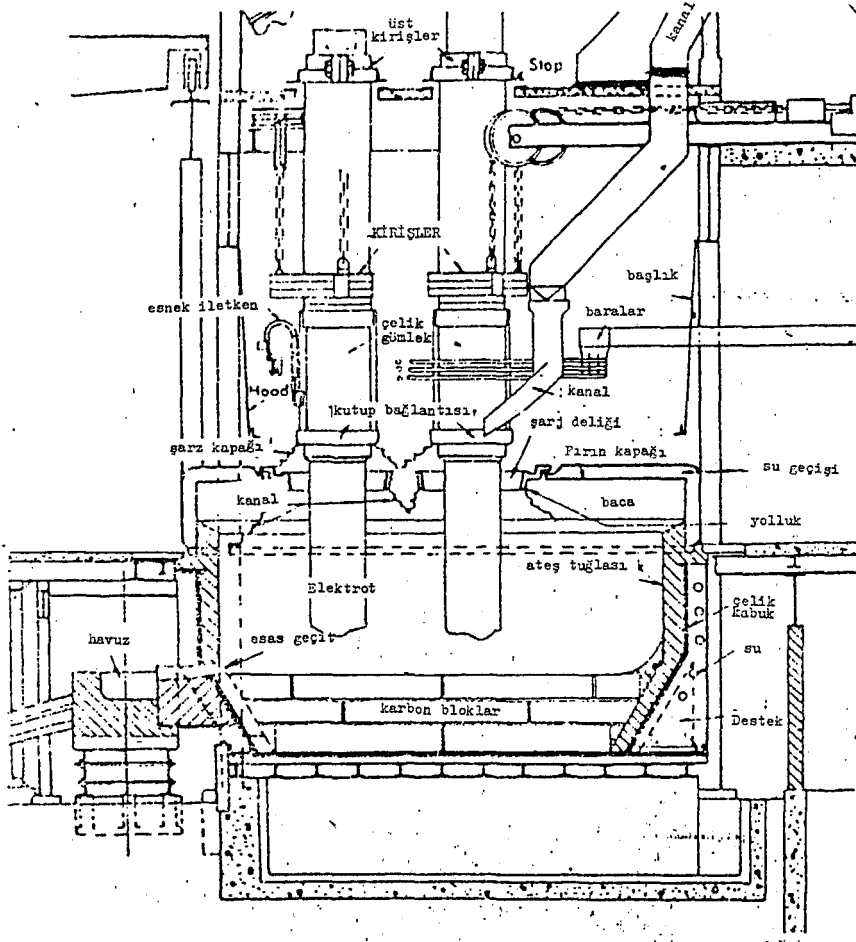 üst
kirişler
kanal
Stop
KİRİŞLER
başlık
esnek iletken
baralar
çelik
gömlek
Hood
kanal
kutup bağlantısı
şarj deliği
şarz kapağı
Fırın kapağı
su geçişi
kanal
baca
yolluk
ateş tuğlası
Elektrot
çelik
kabuk
havuz
esas geçit
su
karbon bloklar
Destek